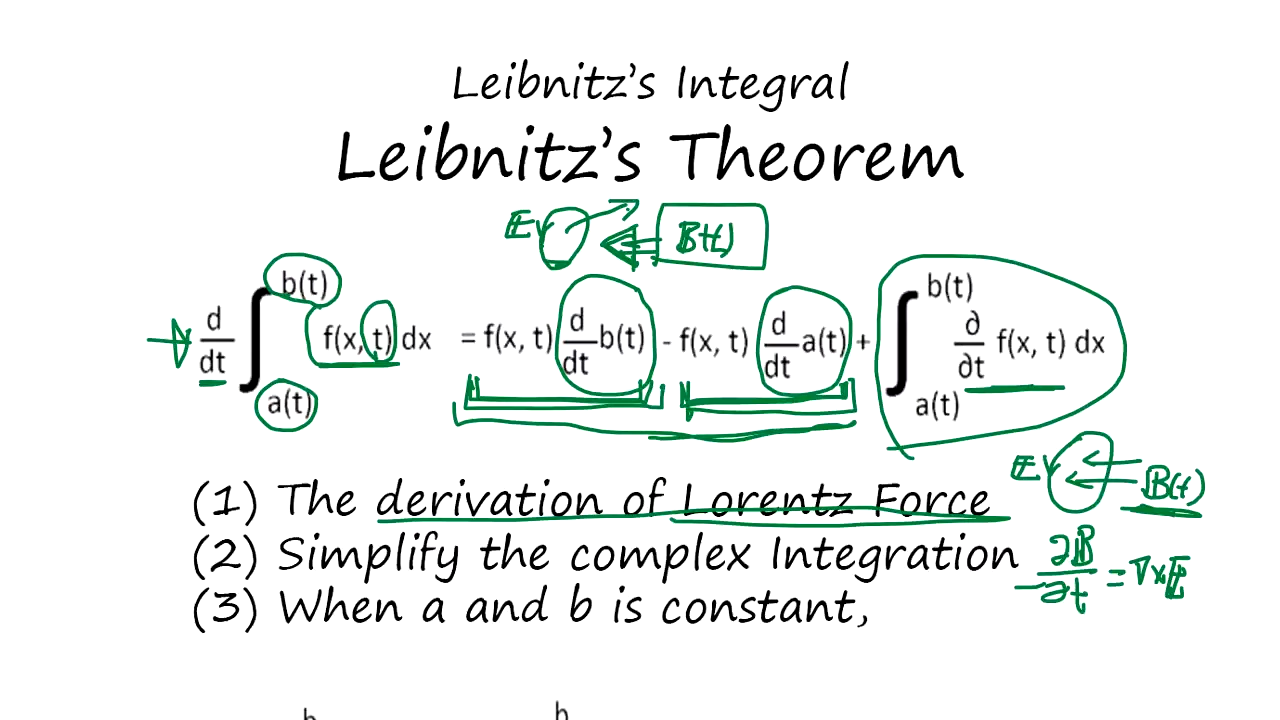 Leibnitz's Integral
Leibnitz's Theorem
E B(t)
d/dt ∫ a(t) b(t) f(x, t) dx = f(x, t) d/dt b(t) - f(x, t) d/dt a(t) + ∫ a(t) b(t) ∂/∂t f(x, t) dx
E B(t)
(1) The derivation of Lorentz Force
(2) Simplify the complex Integration
-∂B/∂t = ∇×E
(3) When a and b is constant,